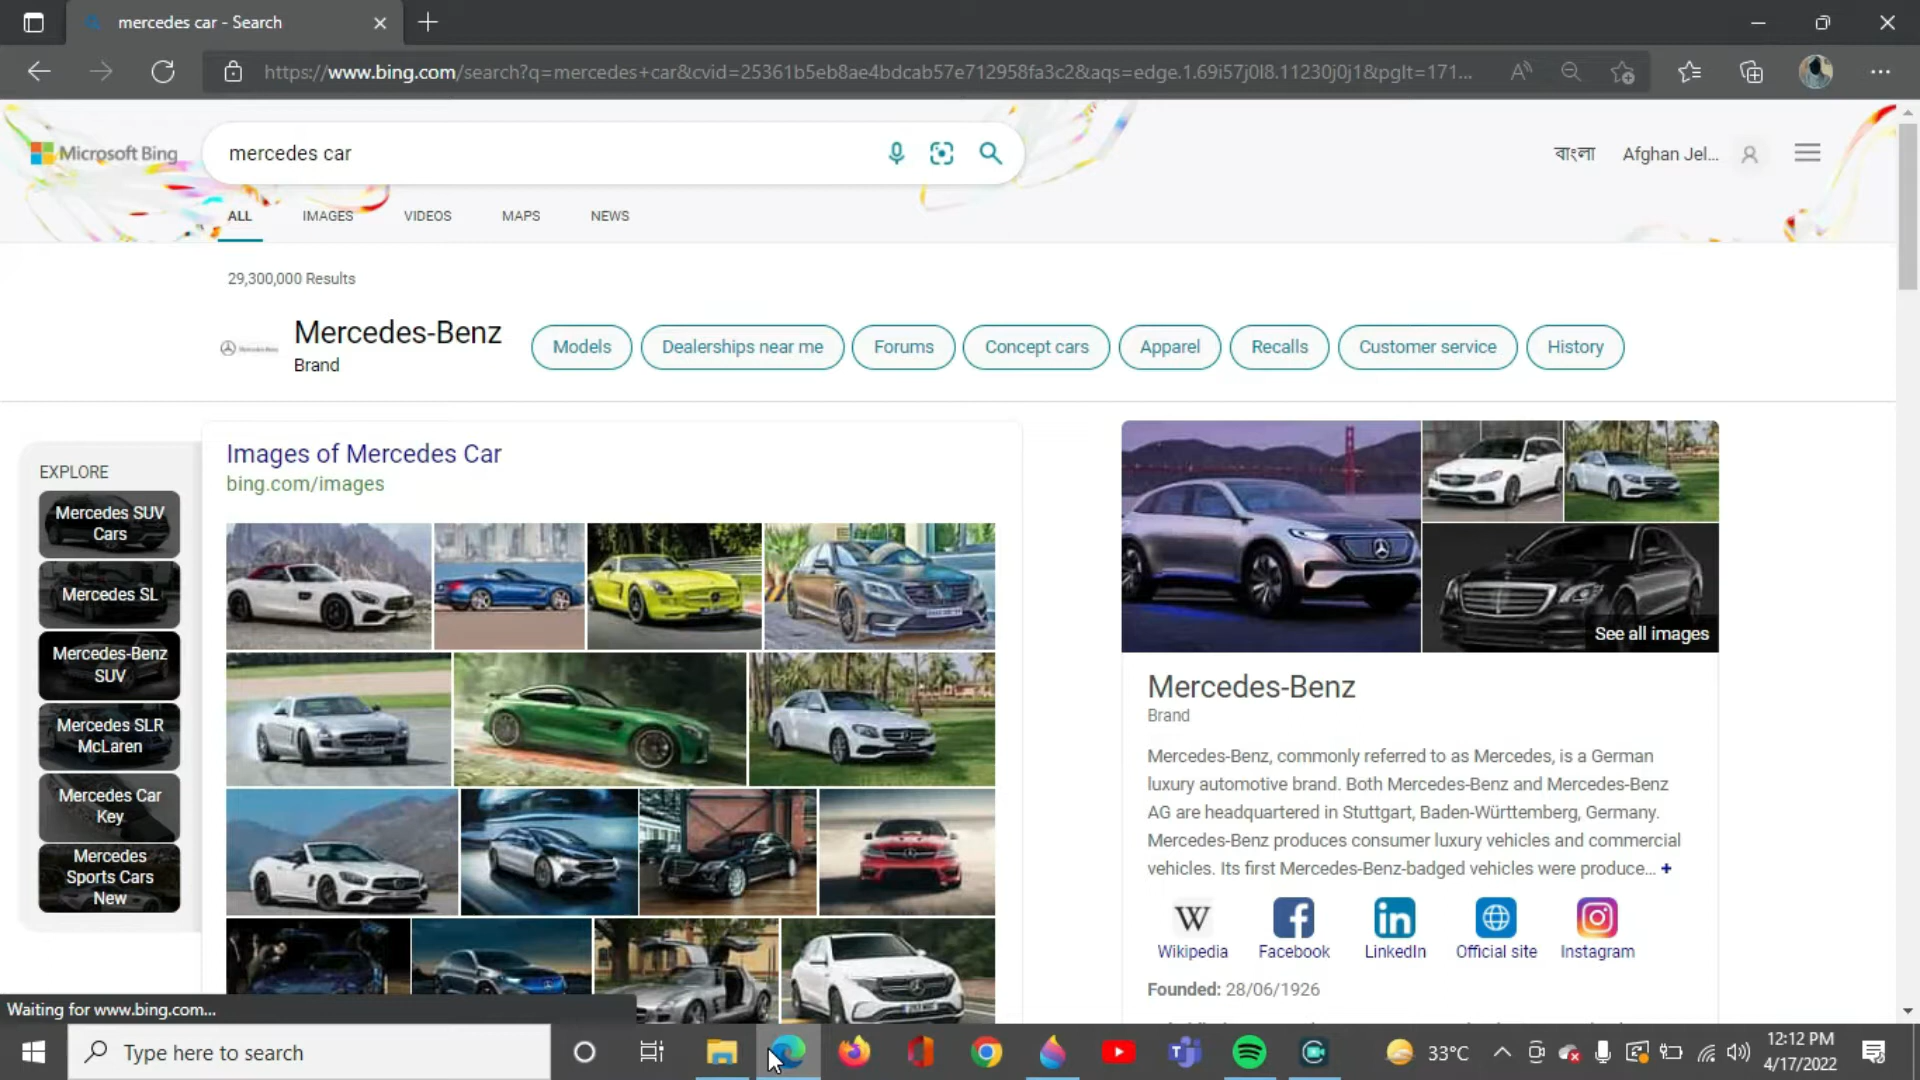 mercedes car - Search
https://www.bing.com/search?q=mercedes+car&cvid=25361b5eb8ae4bdcab57e712958fa3c2&aqs=edge.1.69i57j0l8.11230j0j1&pglt=171...
Microsoft Bing
mercedes car
বাংলা
Afghan Jel...
ALL
IMAGES
VIDEOS
MAPS
NEWS
29,300,000 Results
Mercedes-Benz
Brand
Models
Dealerships near me
Forums
Concept cars
Apparel
Recalls
Customer service
History
EXPLORE
Mercedes SUV
Cars
Mercedes SL
Mercedes-Benz
SUV
Mercedes SLR
McLaren
Mercedes Car
Key
Mercedes
Sports Cars
New
Images of Mercedes Car
bing.com/images
See all images
Mercedes-Benz
Brand
Mercedes-Benz, commonly referred to as Mercedes, is a German
luxury automotive brand. Both Mercedes-Benz and Mercedes-Benz
AG are headquartered in Stuttgart, Baden-Württemberg, Germany.
Mercedes-Benz produces consumer luxury vehicles and commercial
vehicles. Its first Mercedes-Benz-badged vehicles were produce... +
Wikipedia
Facebook
LinkedIn
Official site
Instagram
Founded: 28/06/1926
Waiting for www.bing.com...
Type here to search
33°C
12:12 PM
4/17/2022